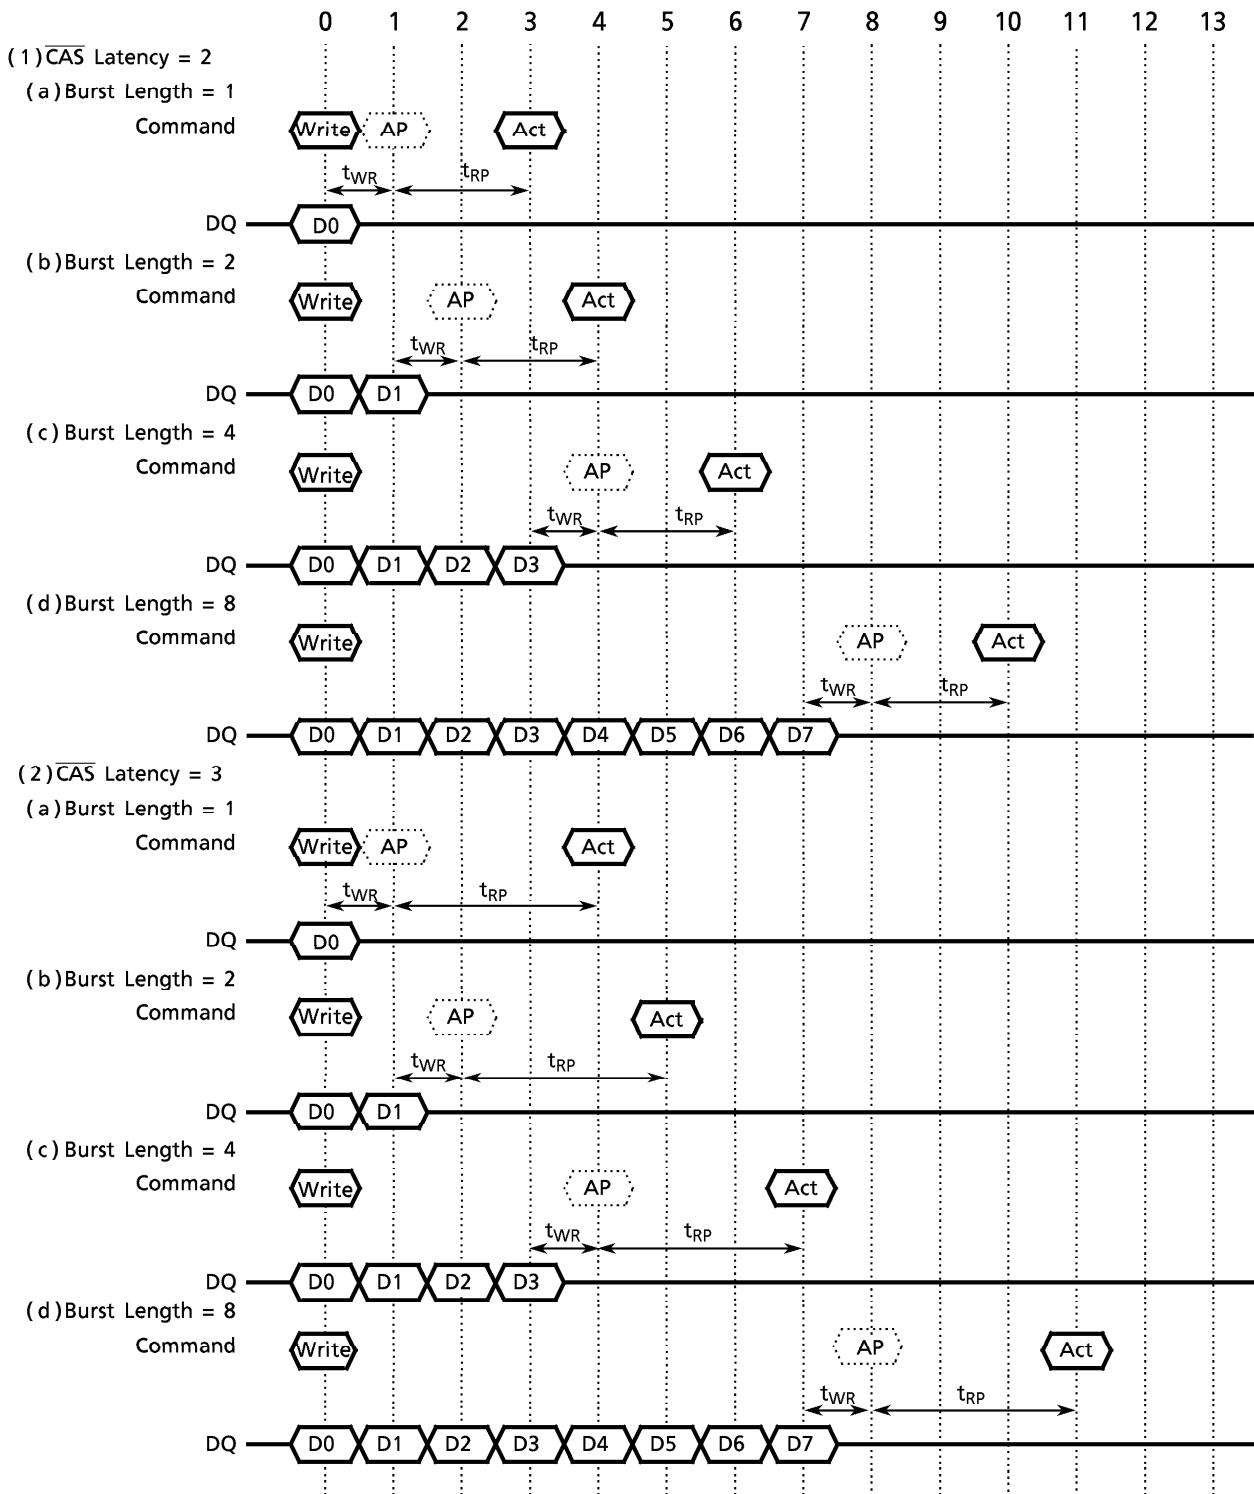 0 1 2 3 4 5 6 7 8 9 10 11 12 13
(1) CAS Latency = 2
(a) Burst Length = 1
Command Write AP Act
tWR tRP
DQ D0
(b) Burst Length = 2
Command Write AP Act
tWR tRP
DQ D0 D1
(c) Burst Length = 4
Command Write AP Act
tWR tRP
DQ D0 D1 D2 D3
(d) Burst Length = 8
Command Write AP Act
tWR tRP
DQ D0 D1 D2 D3 D4 D5 D6 D7
(2) CAS Latency = 3
(a) Burst Length = 1
Command Write AP Act
tWR tRP
DQ D0
(b) Burst Length = 2
Command Write AP Act
tWR tRP
DQ D0 D1
(c) Burst Length = 4
Command Write AP Act
tWR tRP
DQ D0 D1 D2 D3
(d) Burst Length = 8
Command Write AP Act
tWR tRP
DQ D0 D1 D2 D3 D4 D5 D6 D7